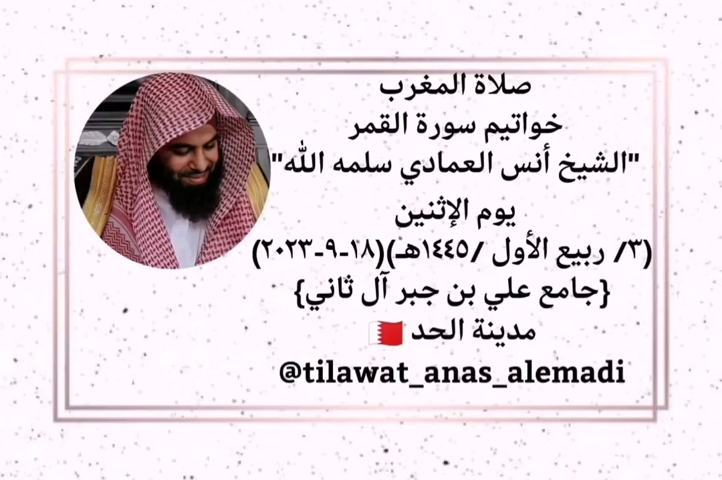 صلاة المغرب
خواتيم سورة القمر
"الشيخ أنس العمادي سلمه الله"
يوم الإثنين
(٣/ ربيع الأول /١٤٤٥هـ)(١٨-٩-٢٠٢٣)
{جامع علي بن جبر آل ثاني}
مدينة الحد 🇧🇭
@tilawat_anas_alemadi